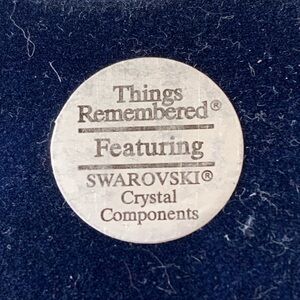 Things
Remembered®
Featuring
SWAROVSKI®
Crystal
Components